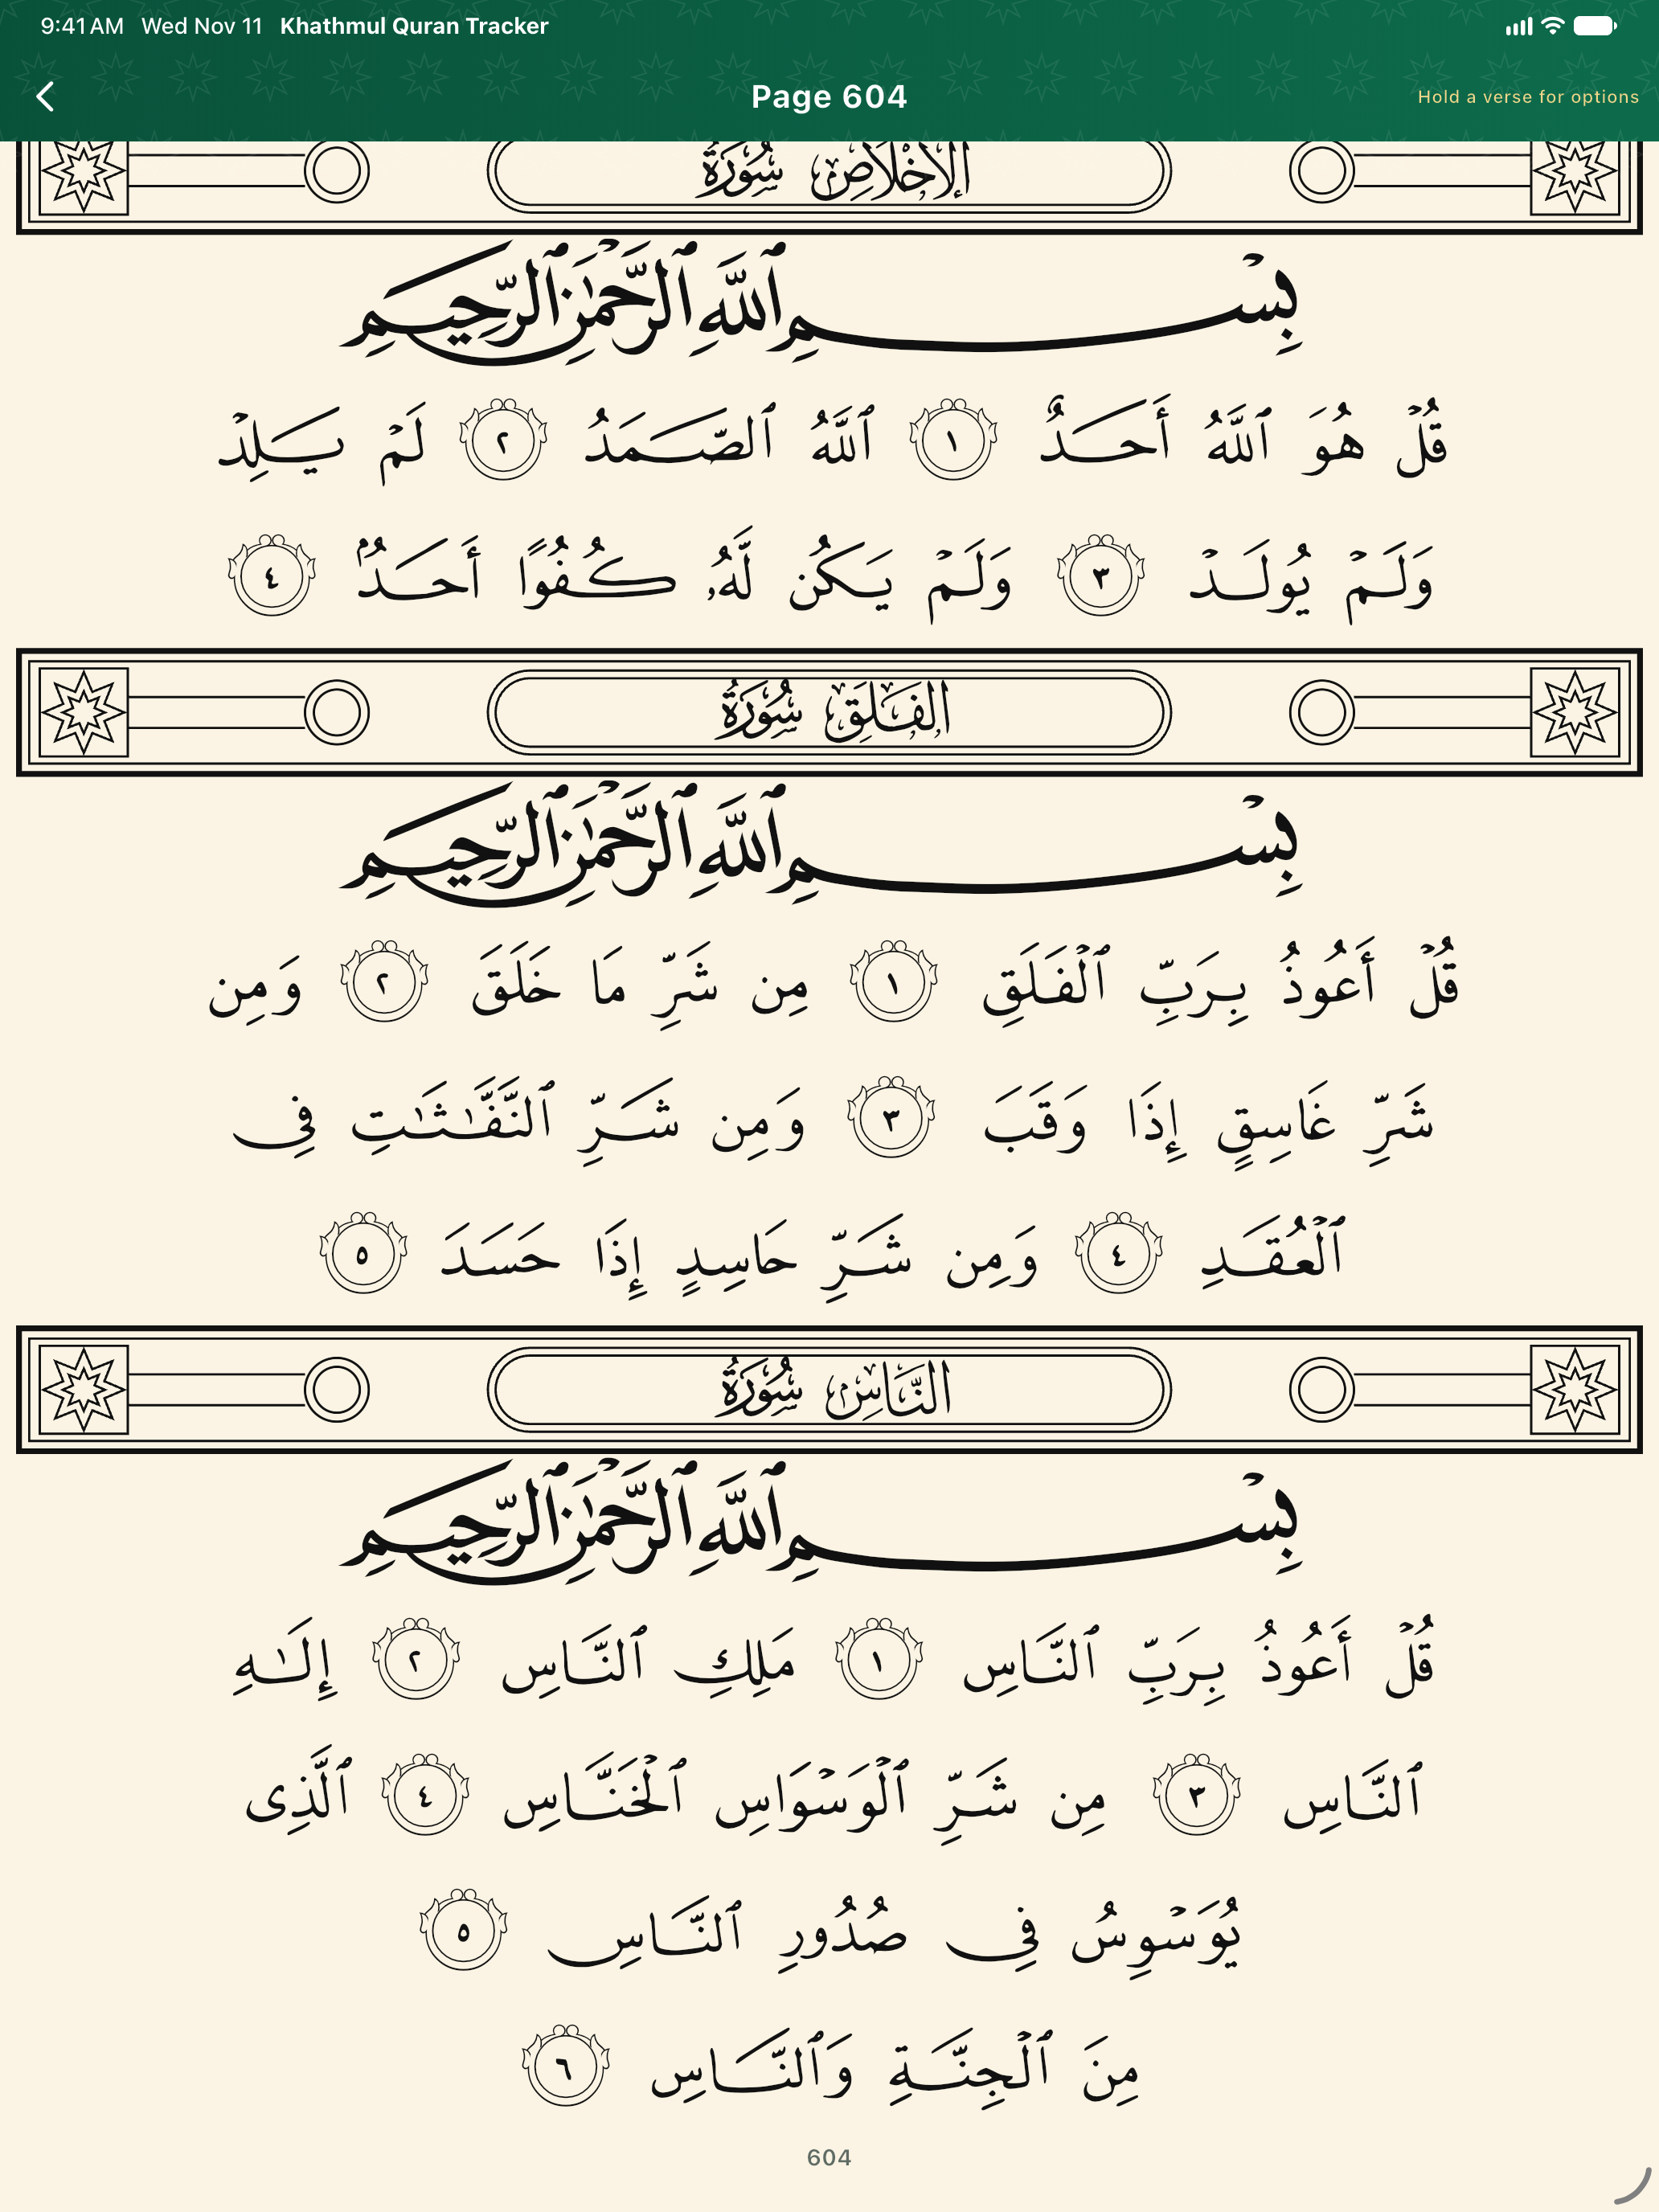 9:41 AM Wed Nov 11 Khathmul Quran Tracker
Page 604
Hold a verse for options
سُورَةُ الإِخْلَاصِ
بِسْمِ ٱللَّهِ ٱلرَّحْمَٰنِ ٱلرَّحِيمِ
قُلْ هُوَ ٱللَّهُ أَحَدٌ ١ ٱللَّهُ ٱلصَّمَدُ ٢ لَمْ يَلِدْ
وَلَمْ يُولَدْ ٣ وَلَمْ يَكُن لَّهُۥ كُفُوًا أَحَدٌۢ ٤
سُورَةُ الفَلَقِ
بِسْمِ ٱللَّهِ ٱلرَّحْمَٰنِ ٱلرَّحِيمِ
قُلْ أَعُوذُ بِرَبِّ ٱلْفَلَقِ ١ مِن شَرِّ مَا خَلَقَ ٢ وَمِن
شَرِّ غَاسِقٍ إِذَا وَقَبَ ٣ وَمِن شَرِّ ٱلنَّفَّٰثَٰتِ فِى
ٱلْعُقَدِ ٤ وَمِن شَرِّ حَاسِدٍ إِذَا حَسَدَ ٥
سُورَةُ النَّاسِ
بِسْمِ ٱللَّهِ ٱلرَّحْمَٰنِ ٱلرَّحِيمِ
قُلْ أَعُوذُ بِرَبِّ ٱلنَّاسِ ١ مَلِكِ ٱلنَّاسِ ٢ إِلَٰهِ
ٱلنَّاسِ ٣ مِن شَرِّ ٱلْوَسْوَاسِ ٱلْخَنَّاسِ ٤ ٱلَّذِى
يُوَسْوِسُ فِى صُدُورِ ٱلنَّاسِ ٥
مِنَ ٱلْجِنَّةِ وَٱلنَّاسِ ٦
604